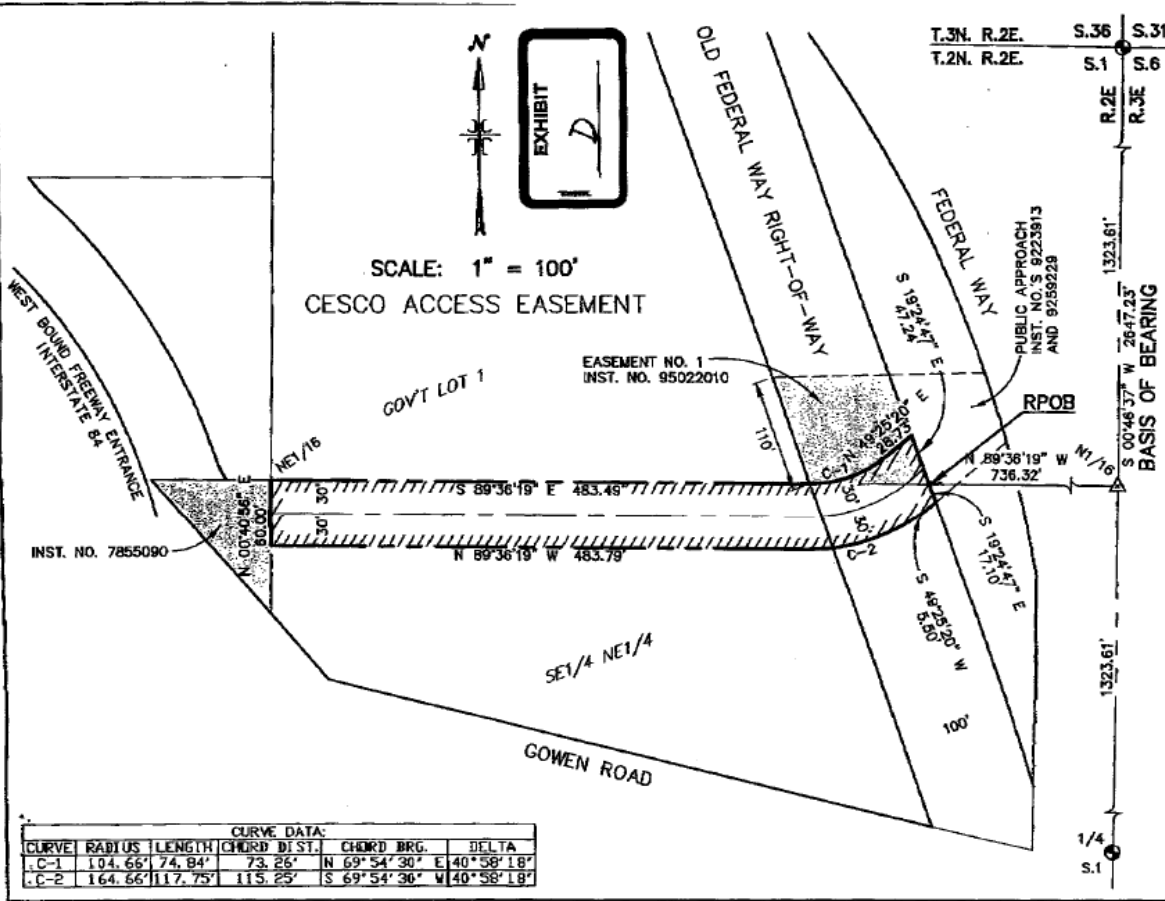 T.3N. R.2E.
T.2N. R.2E.
S.36
S.31
S.1
S.6
R.2E
R.3E
N
EXHIBIT
D
SCALE: 1" = 100'
CESCO ACCESS EASEMENT
OLD FEDERAL WAY RIGHT-OF-WAY
FEDERAL WAY
PUBLIC APPROACH
INST. NO.'S 9223913
AND 9259229
1323.61'
S 00°46'37" W 2647.23'
BASIS OF BEARING
WEST BOUND FREEWAY ENTRANCE
INTERSTATE 84
GOV'T LOT 1
EASEMENT NO. 1
INST. NO. 95022010
110'
S 19°24'47" E
47.24'
N 49°25'20" E
28.73'
RPOB
NE1/16
N 89°36'19" W
736.32'
N1/16
S 89°36'19" E 483.49'
30'
30'
C-1
30'
30'
N 00°40'56" E
60.00'
INST. NO. 7855090
N 89°36'19" W 483.79'
C-2
S 19°24'47" E
17.10'
S 49°25'20" W
5.50'
SE1/4 NE1/4
100'
1323.61'
GOWEN ROAD
1/4
S.1
CURVE DATA:
CURVE RADIUS LENGTH CHORD DIST. CHORD BRG. DELTA
C-1 104.66' 74.84' 73.26' N 69°54'30" E 40°58'18"
C-2 164.66' 117.75' 115.25' S 69°54'30" W 40°58'18"